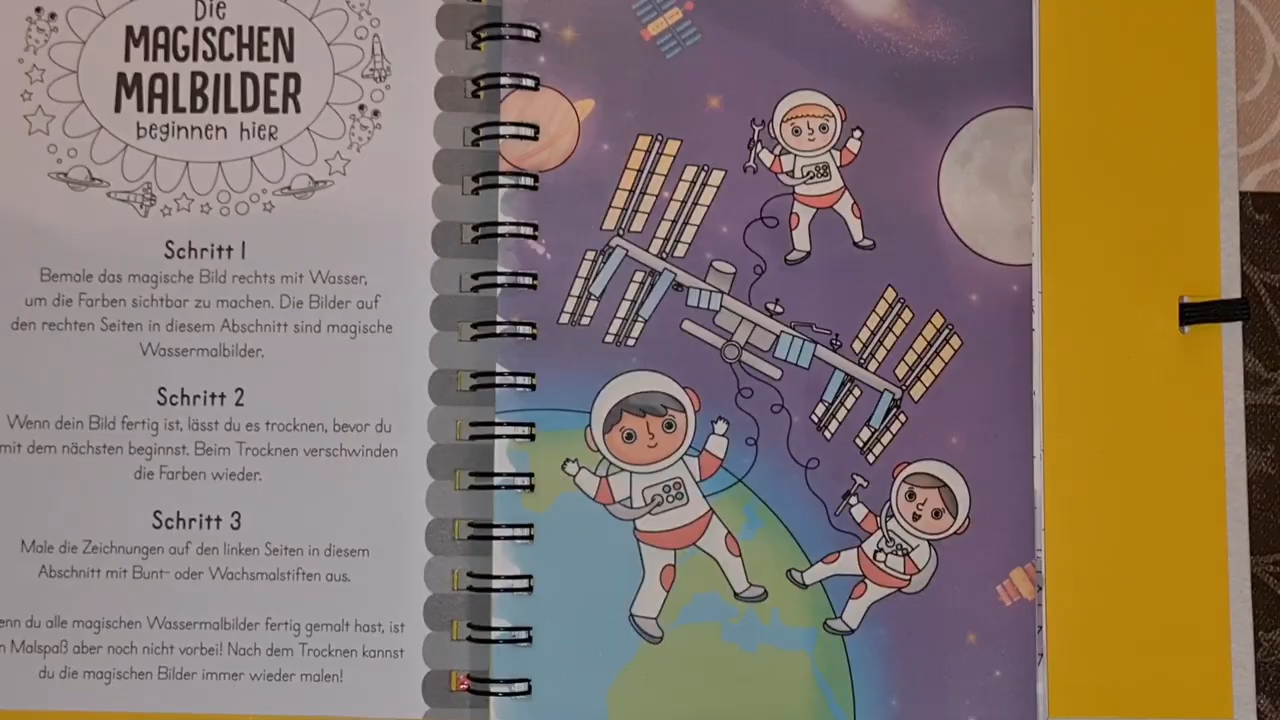 Die
MAGISCHEN
MALBILDER
beginnen hier
Schritt 1
Bemale das magische Bild rechts mit Wasser,
um die Farben sichtbar zu machen. Die Bilder auf
den rechten Seiten in diesem Abschnitt sind magische
Wassermalbilder.
Schritt 2
Wenn dein Bild fertig ist, lässt du es trocknen, bevor du
mit dem nächsten beginnst. Beim Trocknen verschwinden
die Farben wieder.
Schritt 3
Male die Zeichnungen auf den linken Seiten in diesem
Abschnitt mit Bunt- oder Wachsmalstiften aus.
enn du alle magischen Wassermalbilder fertig gemalt hast, ist
n Malspaß aber noch nicht vorbei! Nach dem Trocknen kannst
du die magischen Bilder immer wieder malen!